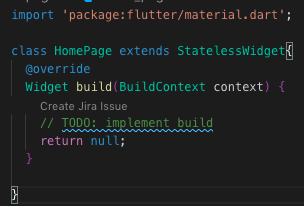 import 'package:flutter/material.dart';
class HomePage extends StatelessWidget{
@override
Widget build(BuildContext context) {
Create Jira Issue
// TODO: implement build
return null;
}
}